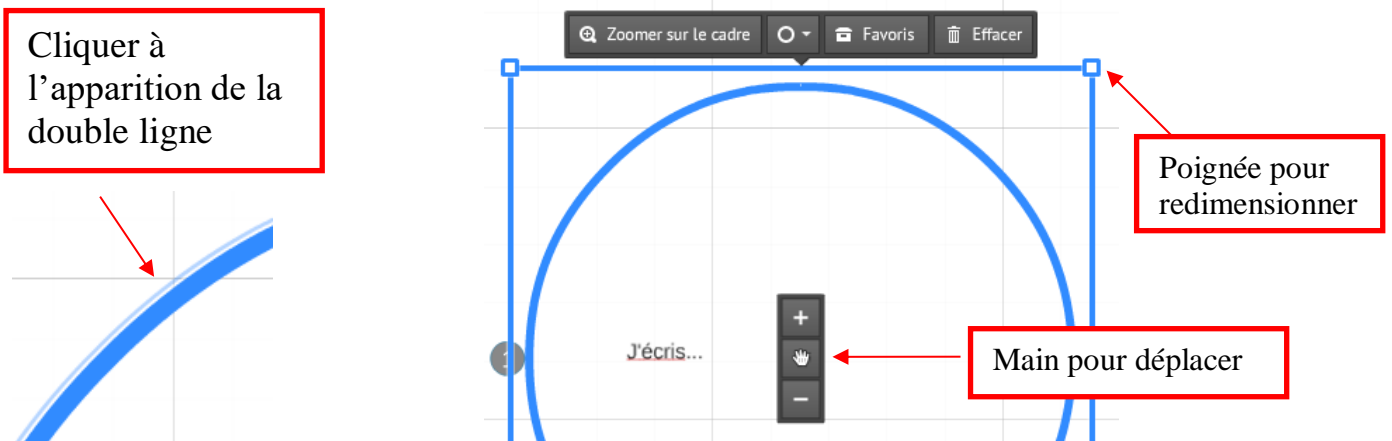 Cliquer à
l’apparition de la
double ligne
Zoomer sur le cadre Favoris Effacer
Poignée pour
redimensionner
J'écris...
Main pour déplacer